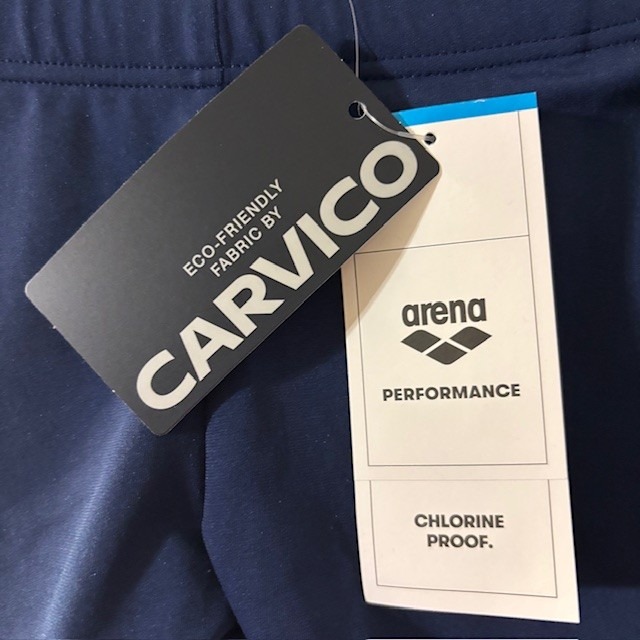 ECO-FRIENDLY
FABRIC BY
CARVICO
arena
PERFORMANCE
CHLORINE
PROOF.